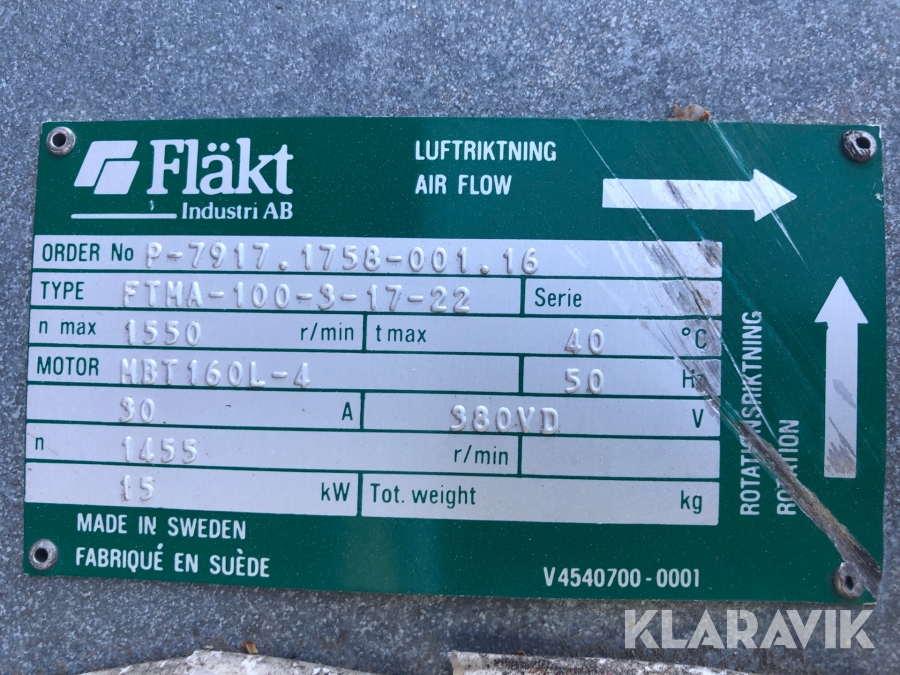 Fläkt
Industri AB
LUFTRIKTNING
AIR FLOW
ORDER No P-7917.1758-001.16
TYPE FTMA-100-3-17-22 Serie
n max 1550 r/min t max 40 °C
MOTOR MBT160L-4 50 Hz
30 A 380VD V
n 1455 r/min
15 kW Tot. weight kg
ROTATIONSRIKTNING
ROTATION
MADE IN SWEDEN
FABRIQUÉ EN SUÈDE
V4540700-0001
KLARAVIK